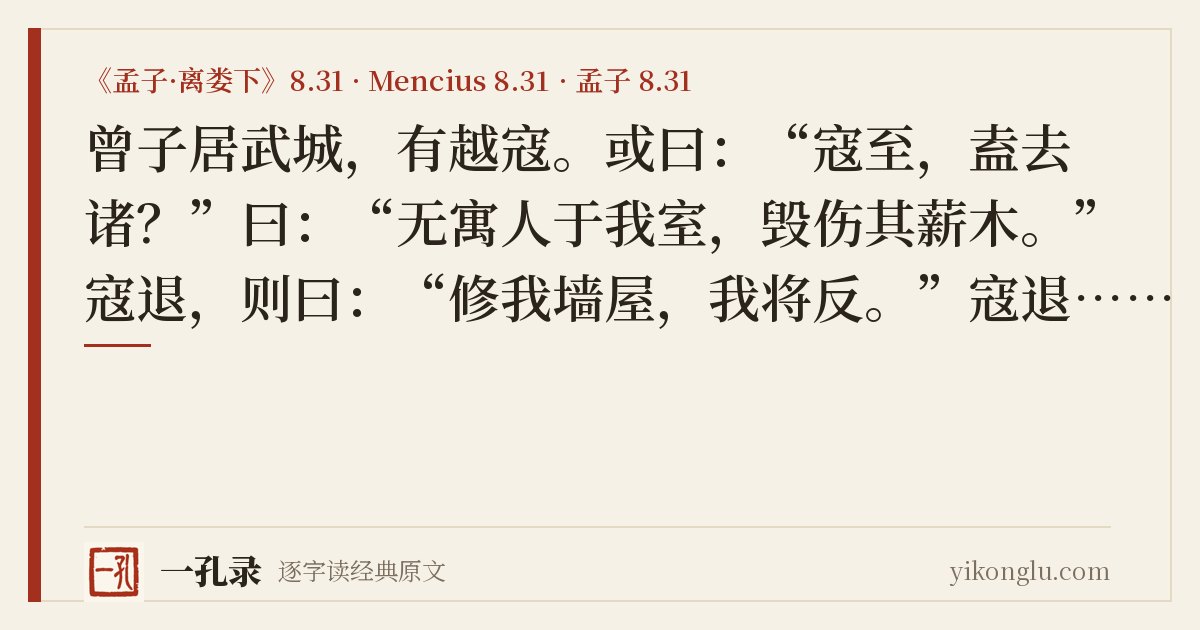 《孟子·离娄下》8.31 · Mencius 8.31 · 孟子 8.31
曾子居武城，有越寇。或曰：“寇至，盍去
诸？”曰：“无寓人于我室，毁伤其薪木。”
寇退，则曰：“修我墙屋，我将反。”寇退……
一孔
一孔录 逐字读经典原文 yikonglu.com